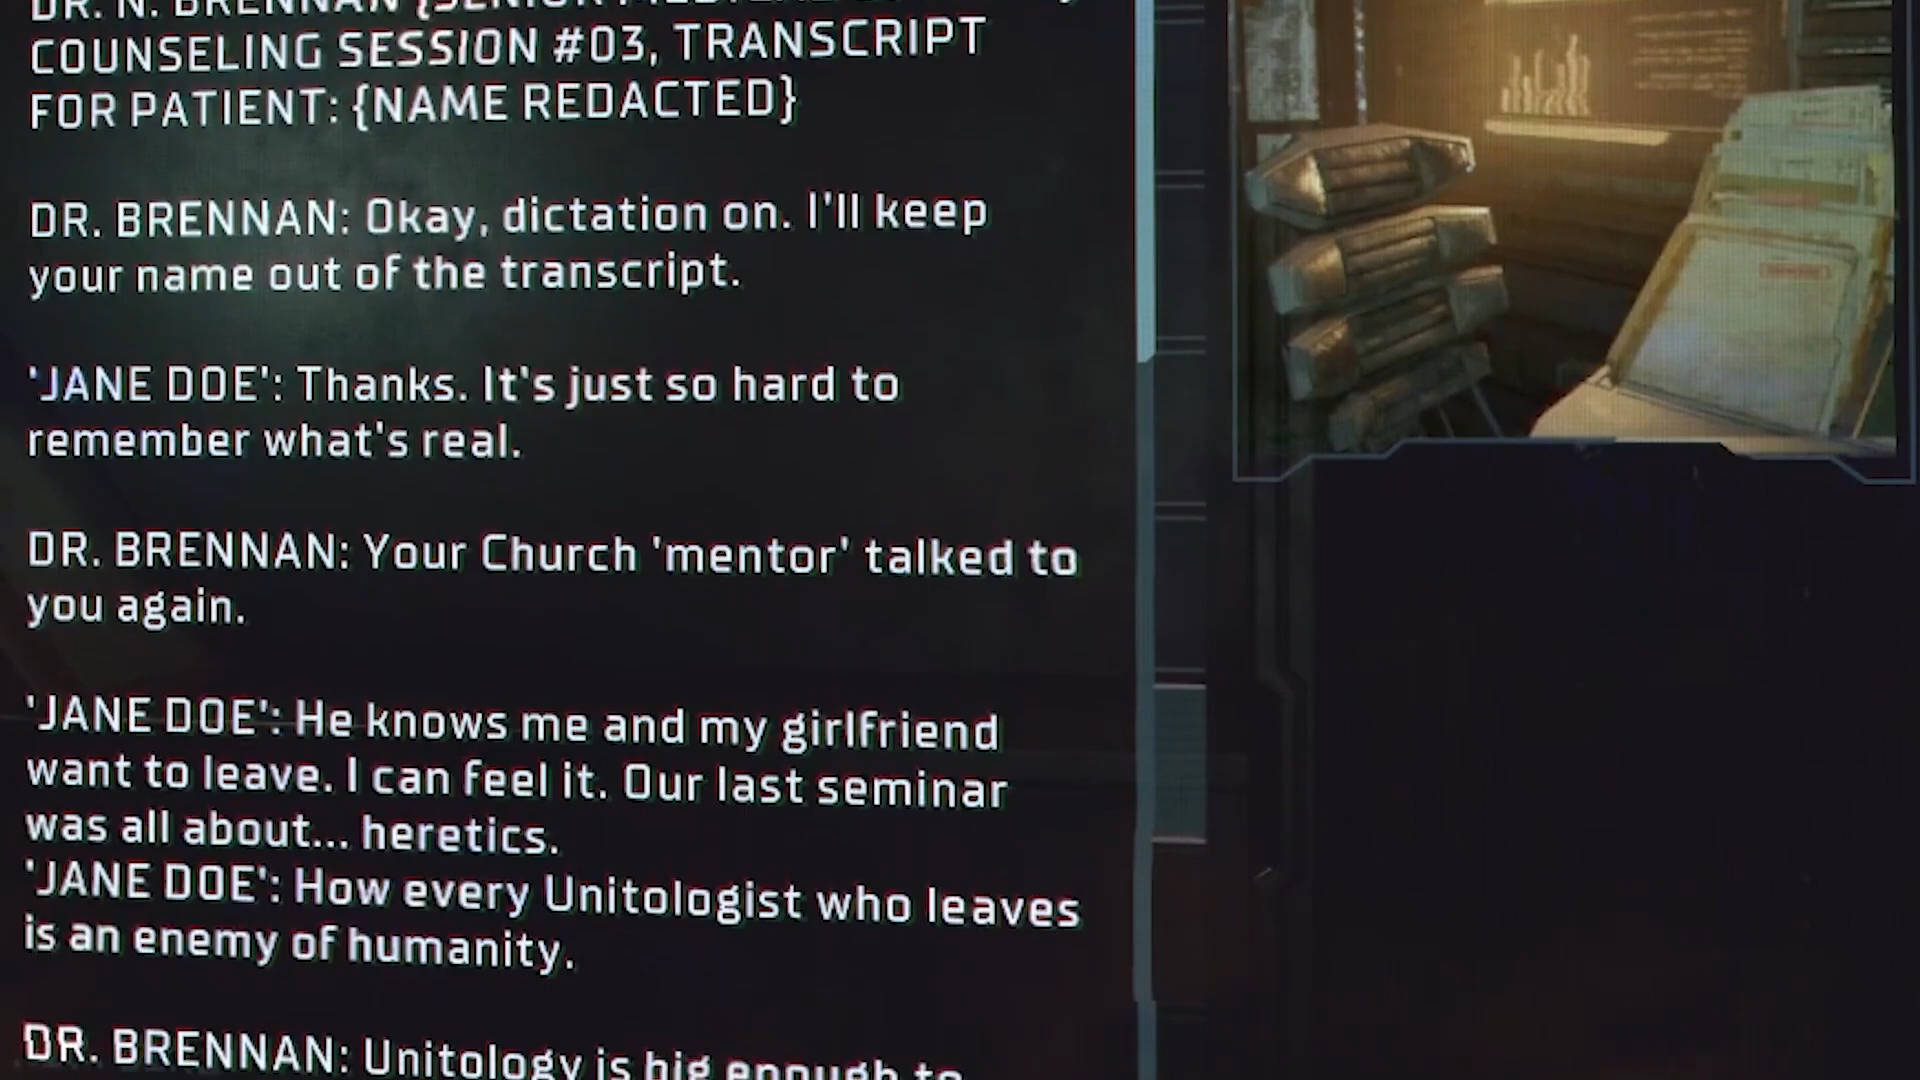 DR. N. BRENNAN {SENIOR MEDICAL
COUNSELING SESSION #03, TRANSCRIPT
FOR PATIENT: {NAME REDACTED}
DR. BRENNAN: Okay, dictation on. I'll keep
your name out of the transcript.
'JANE DOE': Thanks. It's just so hard to
remember what's real.
DR. BRENNAN: Your Church 'mentor' talked to
you again.
'JANE DOE': He knows me and my girlfriend
want to leave. I can feel it. Our last seminar
was all about... heretics.
'JANE DOE': How every Unitologist who leaves
is an enemy of humanity.
DR. BRENNAN: Unitology is big enough to